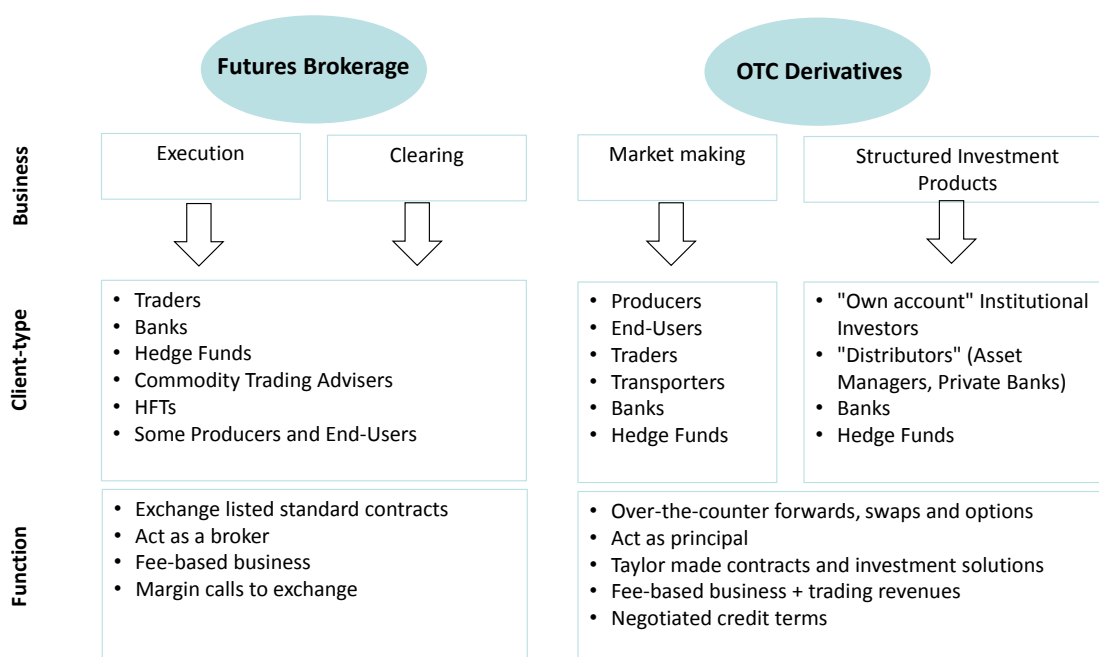 Futures Brokerage
OTC Derivatives
Business
Execution
Clearing
Market making
Structured Investment
Products
Client-type
• Traders
• Banks
• Hedge Funds
• Commodity Trading Advisers
• HFTs
• Some Producers and End-Users
• Producers
• End-Users
• Traders
• Transporters
• Banks
• Hedge Funds
• "Own account" Institutional
Investors
• "Distributors" (Asset
Managers, Private Banks)
• Banks
• Hedge Funds
Function
• Exchange listed standard contracts
• Act as a broker
• Fee-based business
• Margin calls to exchange
• Over-the-counter forwards, swaps and options
• Act as principal
• Taylor made contracts and investment solutions
• Fee-based business + trading revenues
• Negotiated credit terms